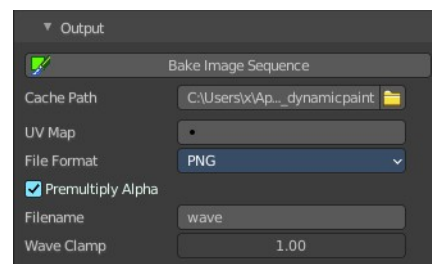 Output
Bake Image Sequence
Cache Path C:\Users\x\Ap..._dynamicpaint
UV Map
File Format PNG
Premultiply Alpha
Filename wave
Wave Clamp 1.00